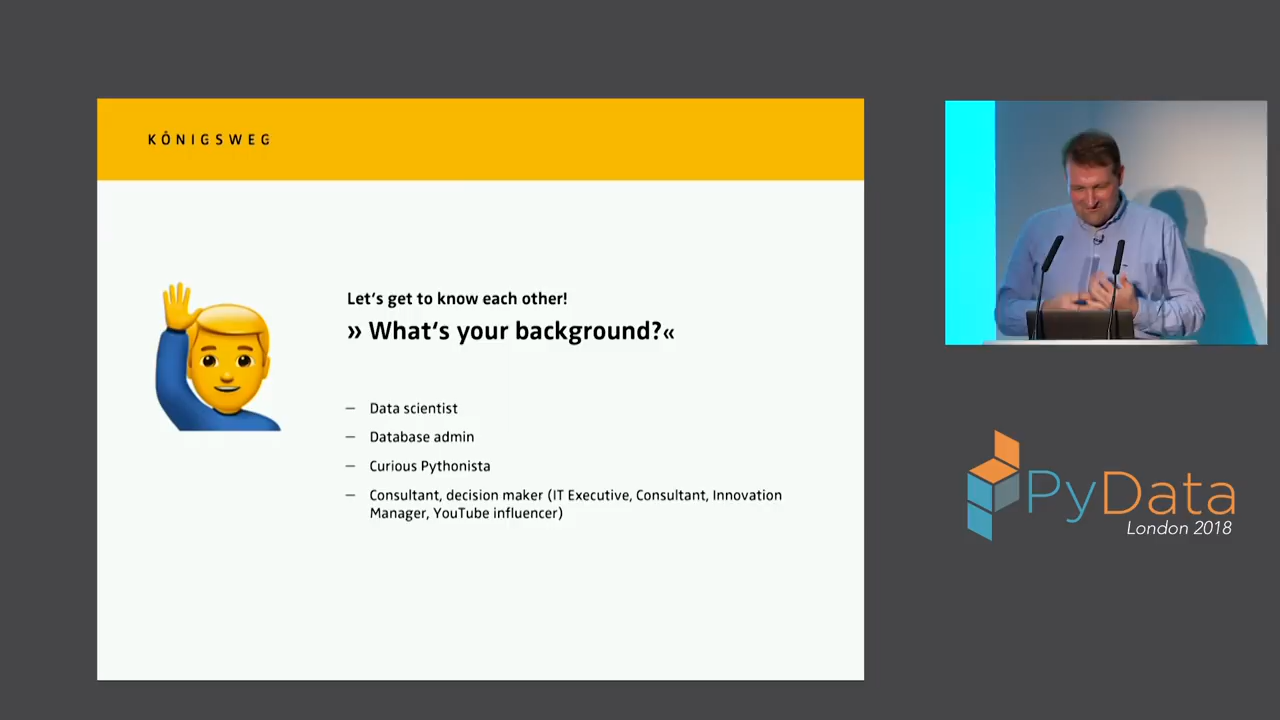 KÖNIGSWEG
Let's get to know each other!
» What's your background?«
– Data scientist
– Database admin
– Curious Pythonista
– Consultant, decision maker (IT Executive, Consultant, Innovation
Manager, YouTube influencer)
PyData
London 2018